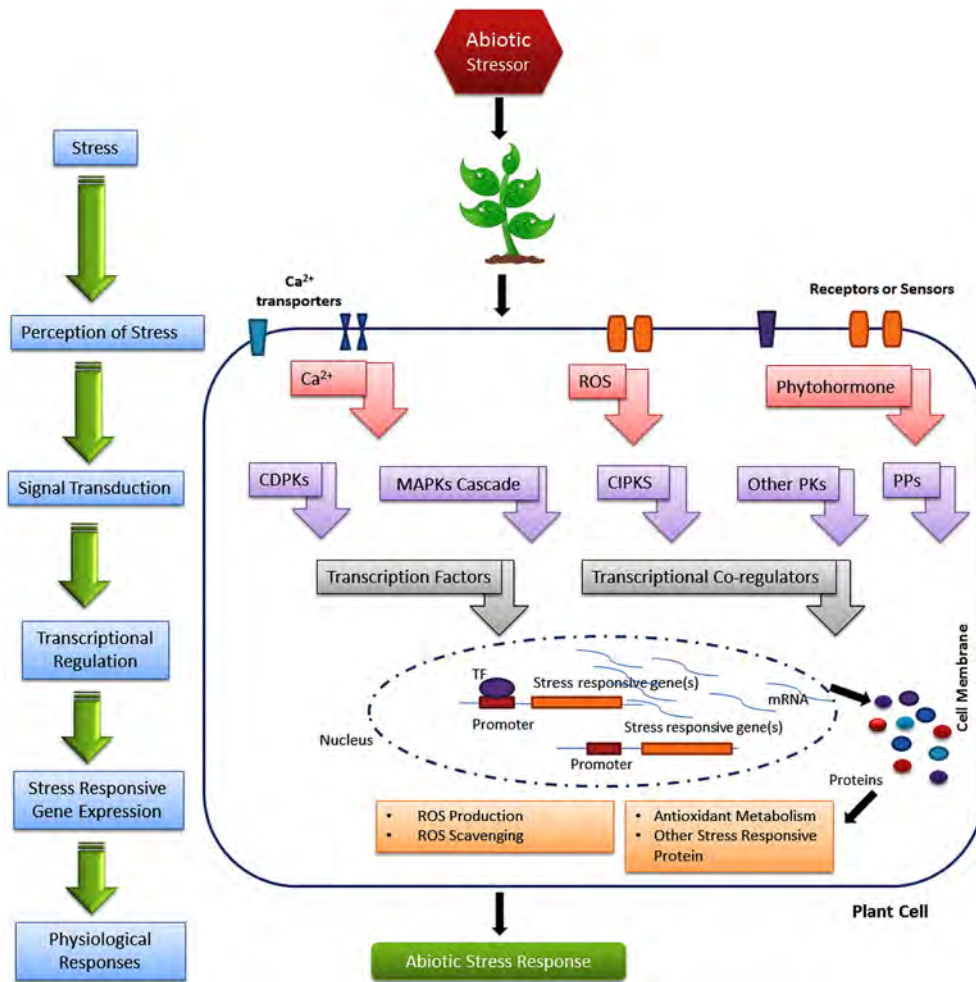 Abiotic
Stressor
Stress
Perception of Stress
Signal Transduction
Transcriptional
Regulation
Stress Responsive
Gene Expression
Physiological
Responses
Ca²⁺
transporters
Receptors or Sensors
Ca²⁺
ROS
Phytohormone
CDPKs
MAPKs Cascade
CIPKS
Other PKs
PPs
Transcription Factors
Transcriptional Co-regulators
TF
Stress responsive gene(s)
mRNA
Promoter
Nucleus
Stress responsive gene(s)
Promoter
Proteins
Cell Membrane
• ROS Production
• ROS Scavenging
• Antioxidant Metabolism
• Other Stress Responsive
Protein
Plant Cell
Abiotic Stress Response